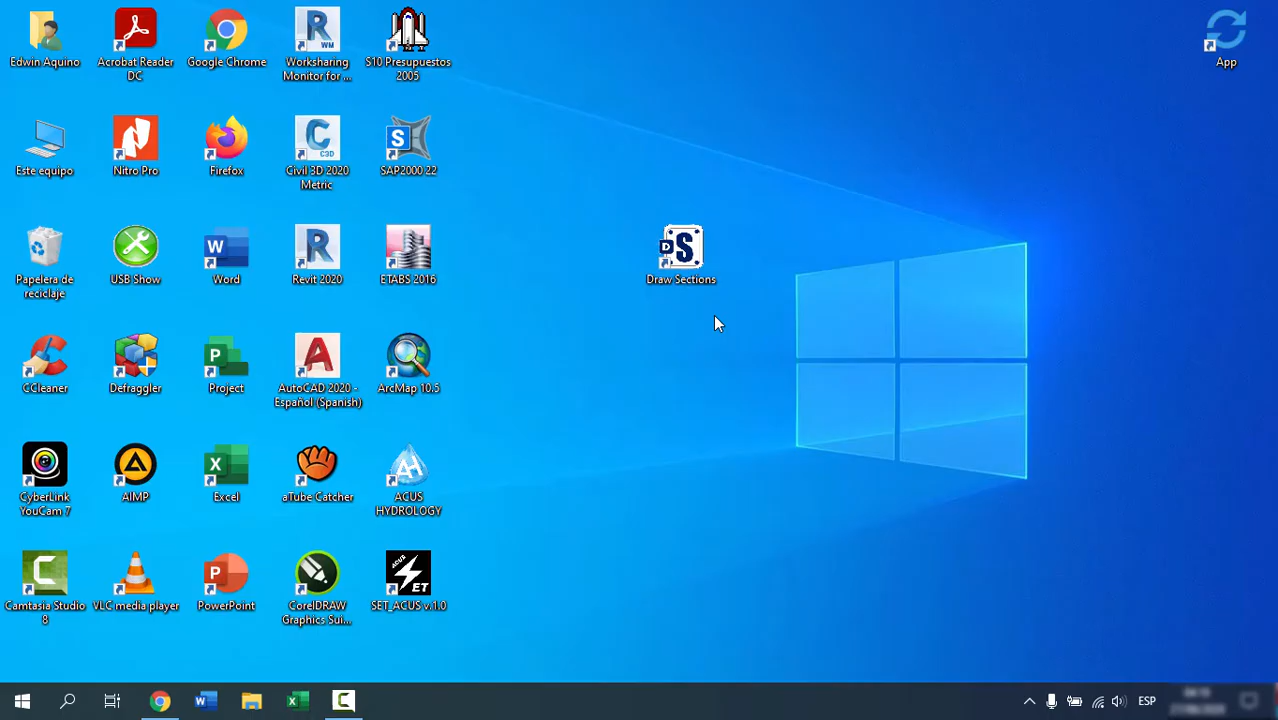 Edwin Aquino
Acrobat Reader
DC
Google Chrome
Worksharing
Monitor for ...
S10 Presupuestos
2005
App
Este equipo
Nitro Pro
Firefox
Civil 3D 2020
Metric
SAP2000 22
Papelera de
reciclaje
USB Show
Word
Revit 2020
ETABS 2016
Draw Sections
CCleaner
Defraggler
Project
AutoCAD 2020 -
Español (Spanish)
ArcMap 10.5
CyberLink
YouCam 7
AIMP
Excel
aTube Catcher
ACUS
HYDROLOGY
Camtasia Studio
8
VLC media player
PowerPoint
CorelDRAW
Graphics Sui...
SET_ACUS v.1.0
ESP